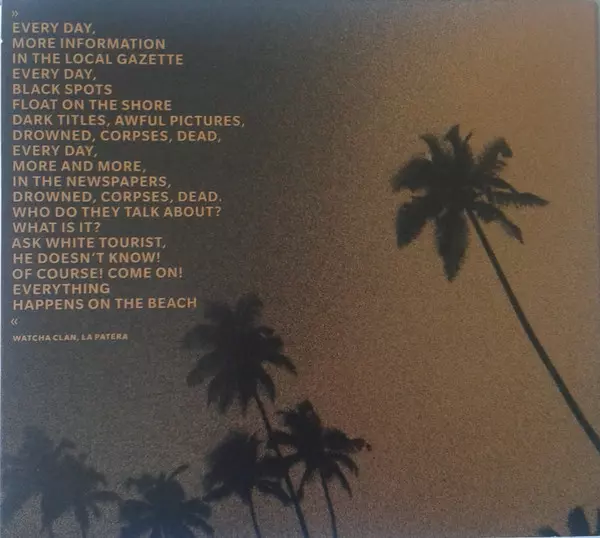 »
EVERY DAY,
MORE INFORMATION
IN THE LOCAL GAZETTE
EVERY DAY,
BLACK SPOTS
FLOAT ON THE SHORE
DARK TITLES, AWFUL PICTURES,
DROWNED, CORPSES, DEAD,
EVERY DAY,
MORE AND MORE,
IN THE NEWSPAPERS,
DROWNED, CORPSES, DEAD.
WHO DO THEY TALK ABOUT?
WHAT IS IT?
ASK WHITE TOURIST,
HE DOESN'T KNOW!
OF COURSE! COME ON!
EVERYTHING
HAPPENS ON THE BEACH
«
WATCHA CLAN, LA PATERA